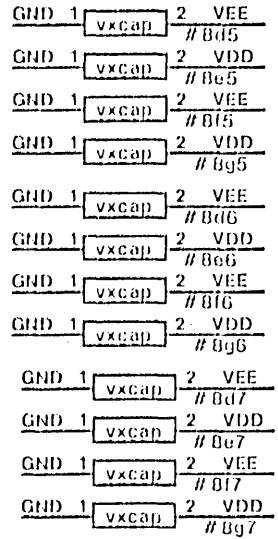 GND 1 vxcap 2 VEE
# 8d5
GND 1 vxcap 2 VDD
# 8e5
GND 1 vxcap 2 VEE
# 8f5
GND 1 vxcap 2 VDD
# 8g5
GND 1 vxcap 2 VEE
# 8d6
GND 1 vxcap 2 VDD
# 8e6
GND 1 vxcap 2 VEE
# 8f6
GND 1 vxcap 2 VDD
# 8g6
GND 1 vxcap 2 VEE
# 8d7
GND 1 vxcap 2 VDD
# 8e7
GND 1 vxcap 2 VEE
# 8f7
GND 1 vxcap 2 VDD
# 8g7